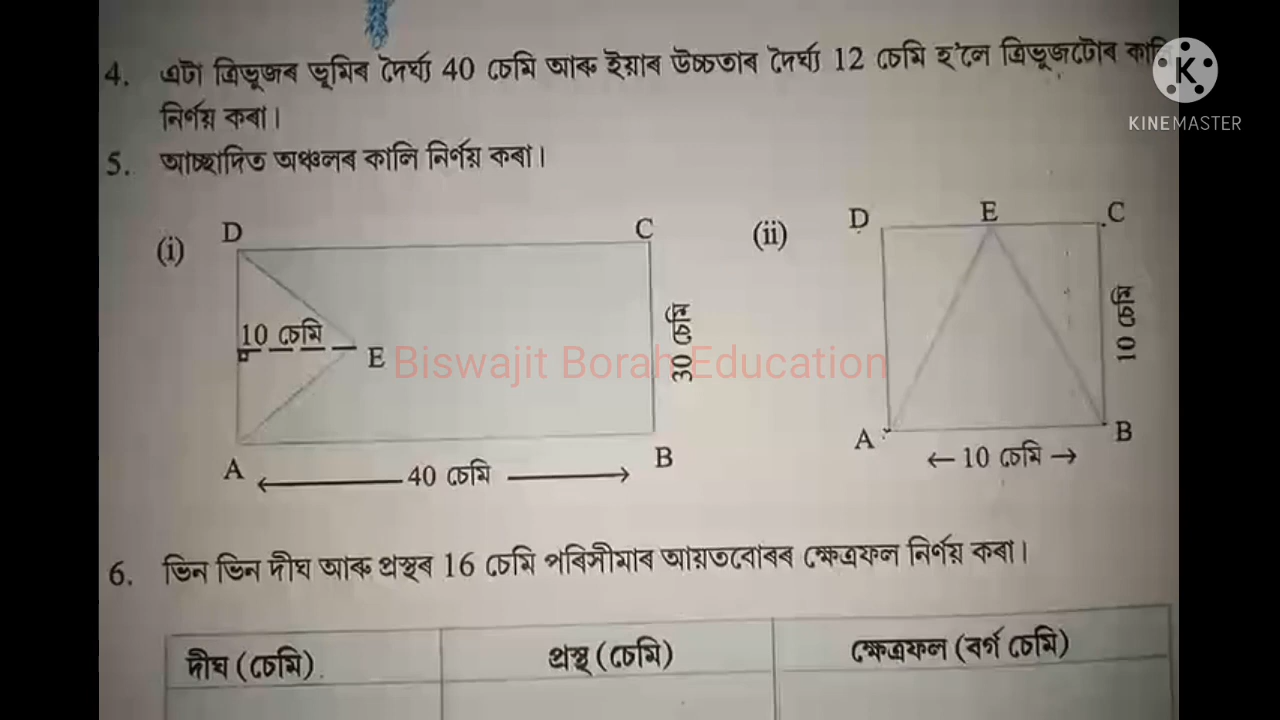 4. এটা ত্ৰিভূজৰ ভূমিৰ দৈৰ্ঘ্য 40 চেমি আৰু ইয়াৰ উচ্চতাৰ দৈৰ্ঘ্য 12 চেমি হ'লে ত্ৰিভূজটোৰ কালি
নিৰ্ণয় কৰা।
5. আচ্ছাদিত অঞ্চলৰ কালি নিৰ্ণয় কৰা।
(i) D C
10 চেমি
E
30 চেমি
A B
40 চেমি
(ii) D E C
10 চেমি
A B
10 চেমি
6. ভিন ভিন দীঘ আৰু প্ৰস্থৰ 16 চেমি পৰিসীমাৰ আয়তবোৰৰ ক্ষেত্ৰফল নিৰ্ণয় কৰা।
দীঘ (চেমি) প্ৰস্থ (চেমি) ক্ষেত্ৰফল (বৰ্গ চেমি)
Biswajit Borah Education
K
KINEMASTER